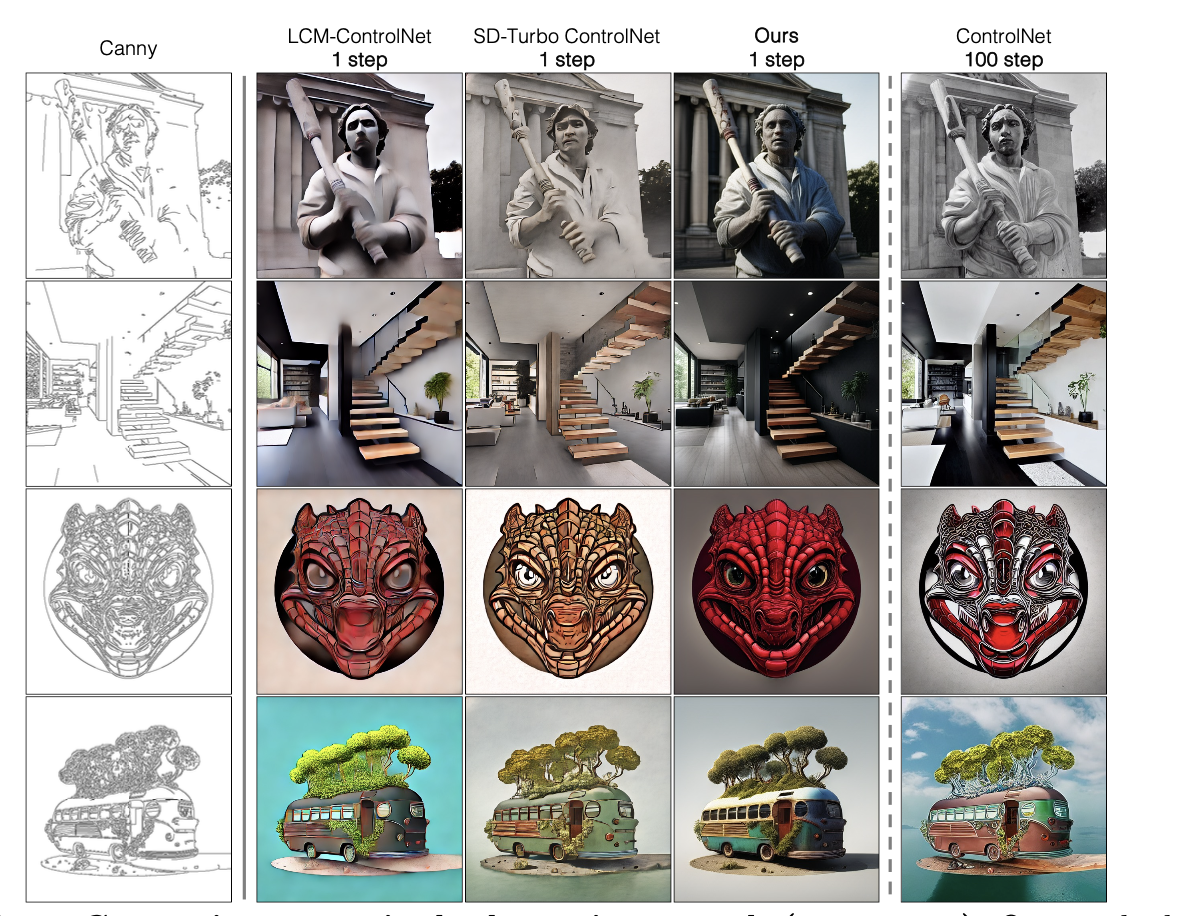 Canny
LCM-ControlNet
1 step
SD-Turbo ControlNet
1 step
Ours
1 step
ControlNet
100 step